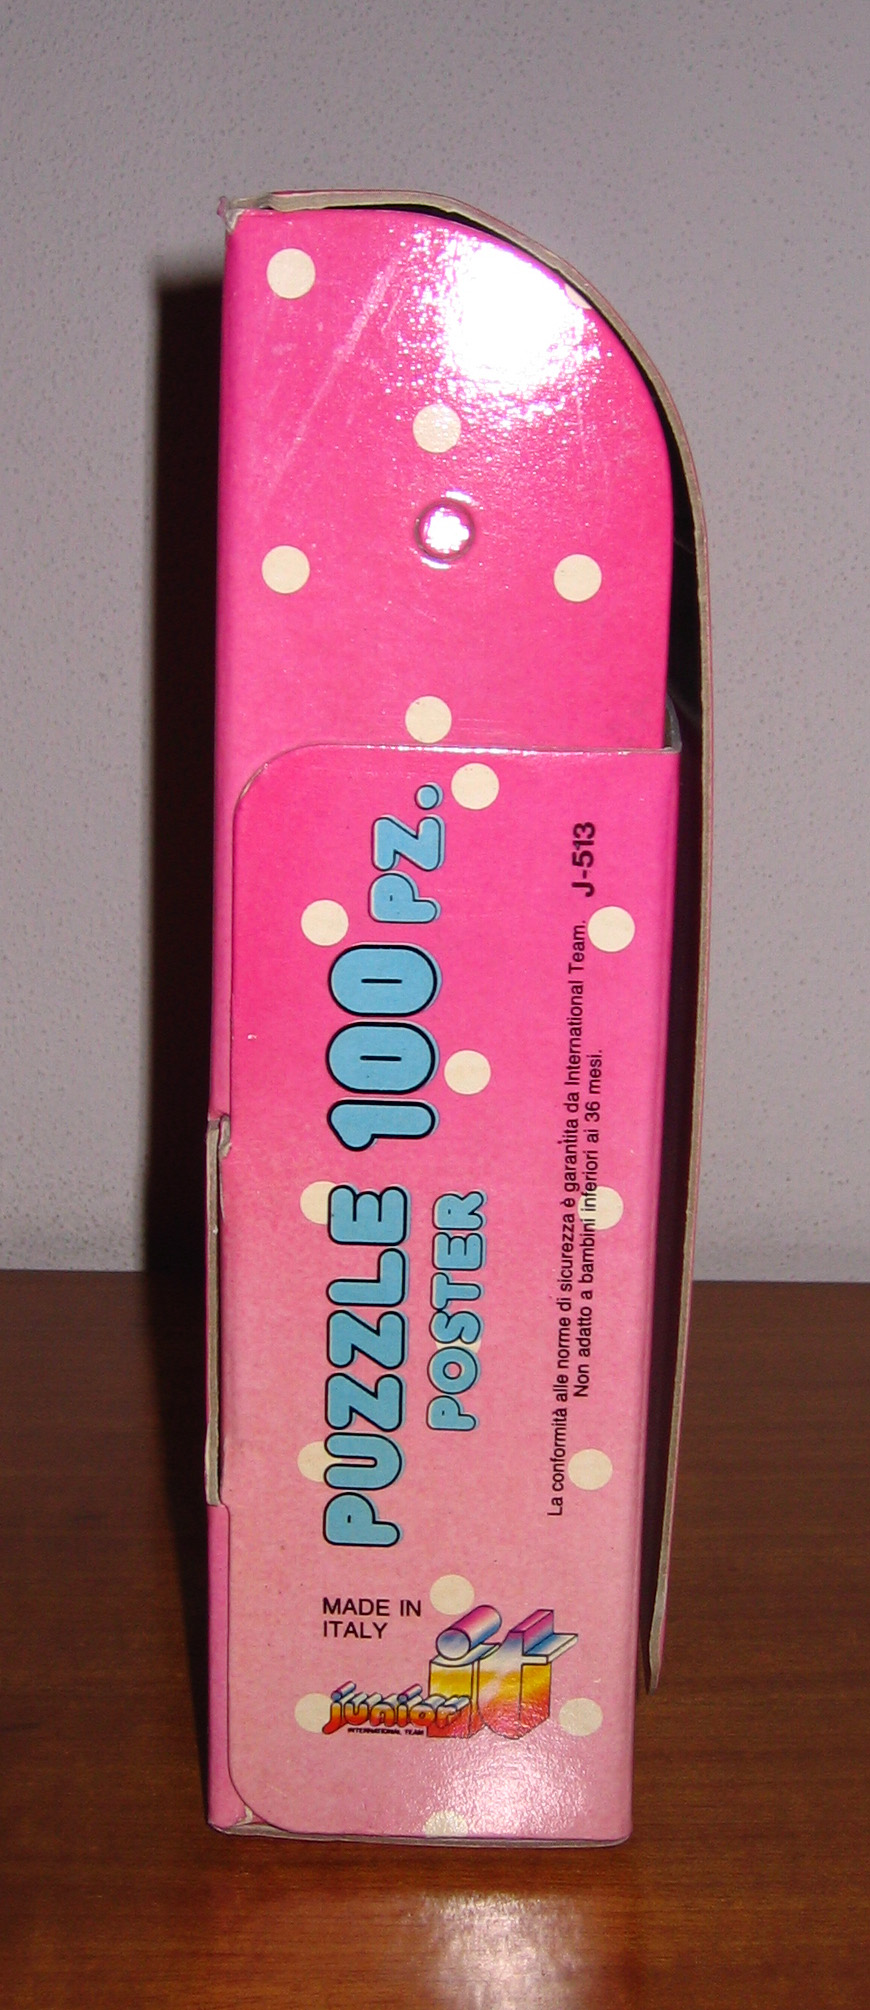 PUZZLE 100 PZ.
POSTER
La conformità alle norme di sicurezza è garantita da International Team.
Non adatto a bambini inferiori ai 36 mesi.
J-513
MADE IN
ITALY
junior
INTERNATIONAL TEAM
it